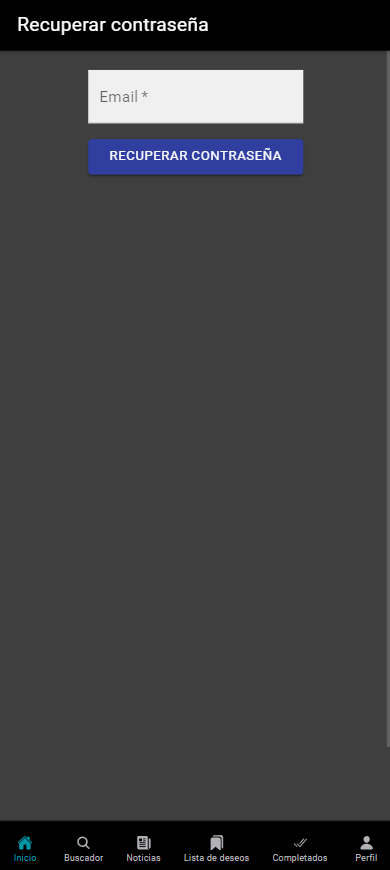 Recuperar contraseña
Email *
RECUPERAR CONTRASEÑA
Inicio Buscador Noticias Lista de deseos Completados Perfil